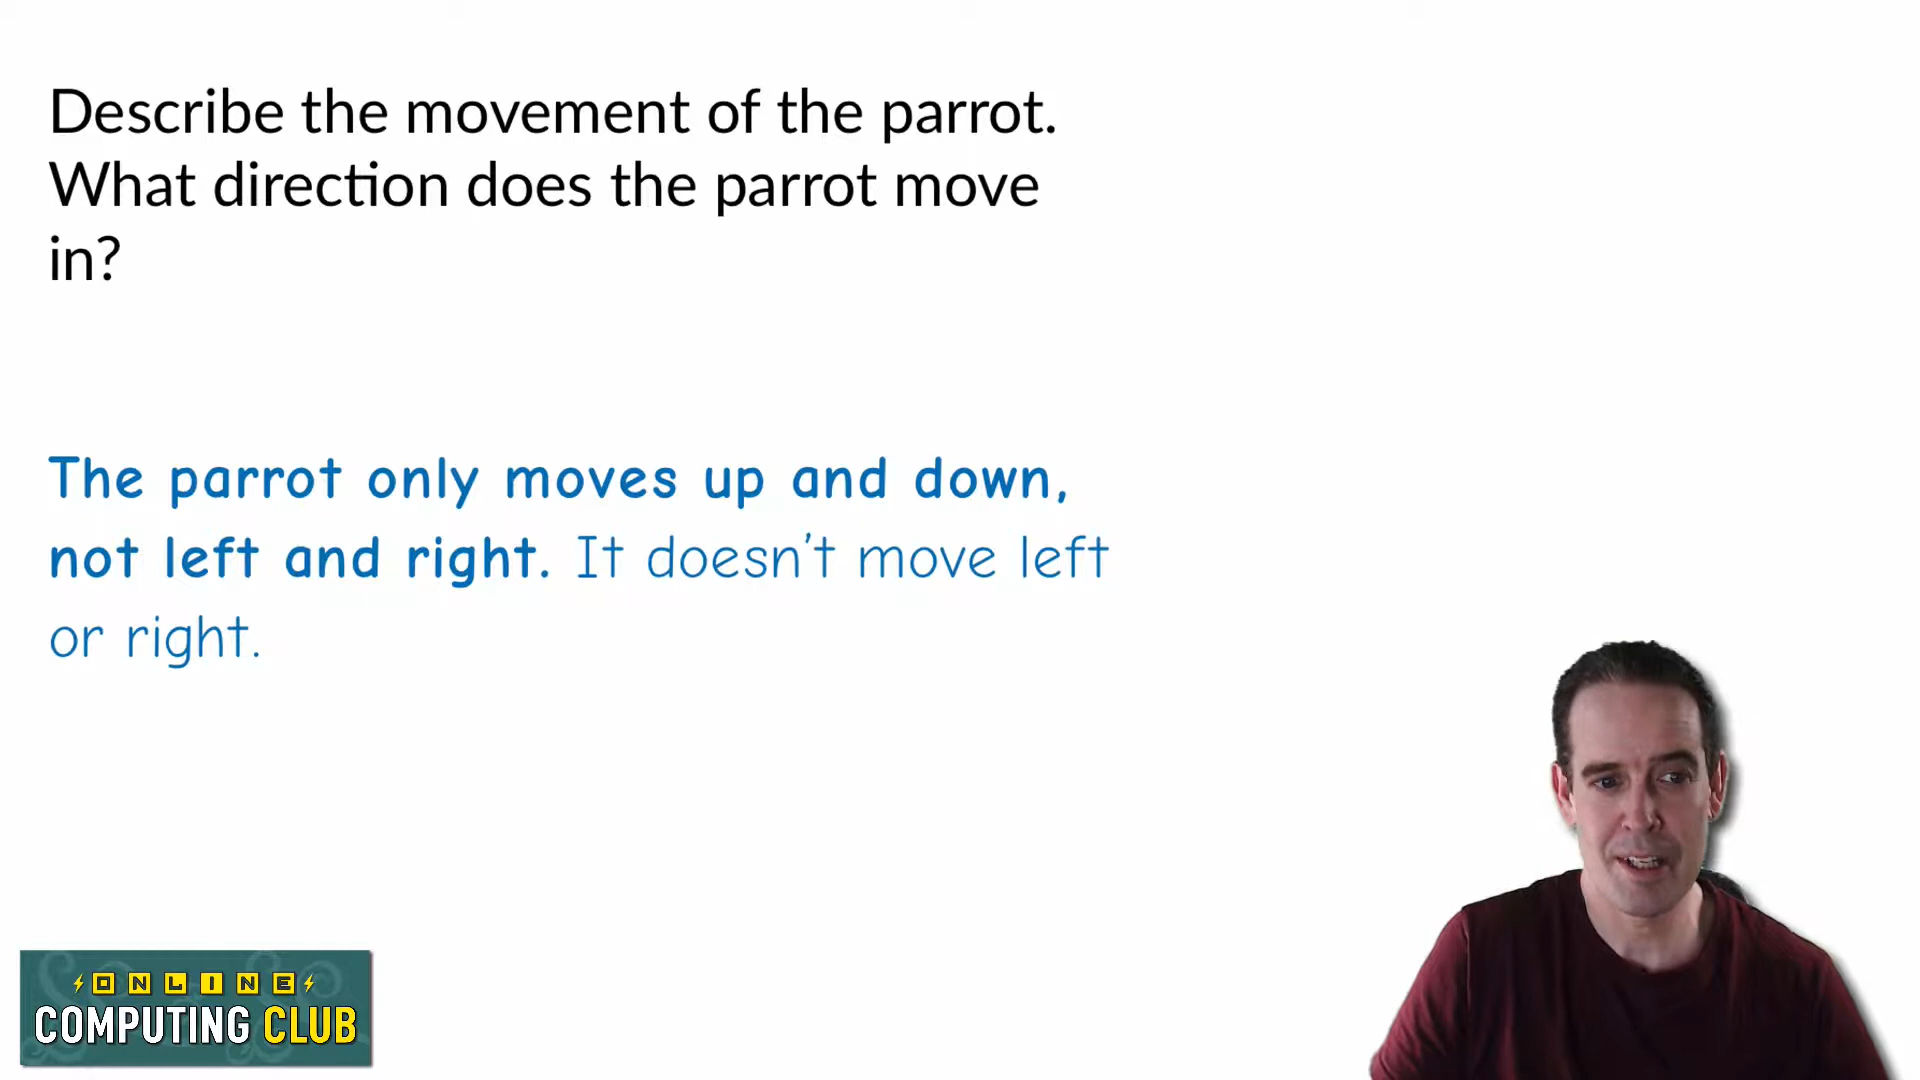 Describe the movement of the parrot.
What direction does the parrot move
in?
The parrot only moves up and down,
not left and right. It doesn't move left
or right.
ONLINE
COMPUTING CLUB